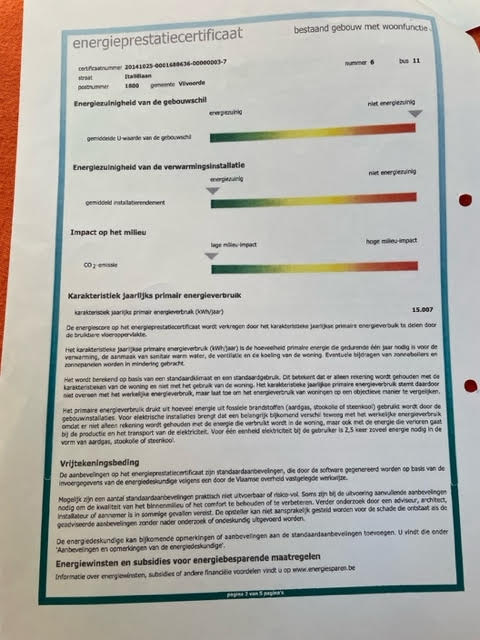 energieprestatiecertificaat
bestaand gebouw met woonfunctie
certificaatnummer 20141025-0001688636-00000003-7
straat Italiëlaan nummer 6 bus 11
postnummer 1800 gemeente Vilvoorde
Energiezuinigheid van de gebouwschil
energiezuinig niet energiezuinig
gemiddelde U-waarde van de gebouwschil
Energiezuinigheid van de verwarmingsinstallatie
energiezuinig niet energiezuinig
gemiddeld installatierendement
Impact op het milieu
lage milieu-impact hoge milieu-impact
CO2-emissie
Karakteristiek jaarlijks primair energieverbruik
karakteristiek jaarlijks primair energieverbruik (kWh/jaar) 15.007
De energiescore op het energieprestatiecertificaat wordt verkregen door het karakteristieke jaarlijkse primaire energieverbuik te delen door
de bruikbare vloeroppervlakte.
Het karakteristieke jaarlijkse primaire energieverbruik (kWh/jaar) is de hoeveelheid primaire energie die gedurende één jaar nodig is voor de
verwarming, de aanmaak van sanitair warm water, de ventilatie en de koeling van de woning. Eventuele bijdragen van zonneboilers en
zonnepanelen worden in mindering gebracht.
Het wordt berekend op basis van een standaardklimaat en een standaardgebruik. Dit betekent dat er alleen rekening wordt gehouden met de
karakteristieken van de woning en niet met het gebruik van de woning. Het karakteristieke jaarlijkse primaire energieverbruik stemt daardoor
niet overeen met het werkelijke energieverbruik, maar laat toe om het energieverbruik van woningen op een objectieve manier te vergelijken.
Het primaire energieverbruik drukt uit hoeveel energie uit fossiele brandstoffen (aardgas, stookolie of steenkool) gebruikt wordt door de
gebouwinstallaties. Voor elektrische installaties brengt dat een belangrijk bijkomend verschil teweeg met het werkelijke energieverbruik
omdat er niet alleen rekening wordt gehouden met de energie die verbruikt wordt in de woning, maar ook met de energie die verloren gaat
bij de productie en het transport van de elektriciteit. Voor één eenheid elektriciteit bij de gebruiker is 2,5 keer zoveel energie nodig in de
vorm van aardgas, stookolie of steenkool.
Vrijtekeningsbeding
De aanbevelingen op het energieprestatiecertificaat zijn standaardaanbevelingen, die door de software gegenereerd worden op basis van de
invoergegevens van de energiedeskundige volgens een door de Vlaamse overheid vastgelegde werkwijze.
Mogelijk zijn een aantal standaardaanbevelingen praktisch niet uitvoerbaar of risico-vol. Soms zijn bij de uitvoering aanvullende aanbevelingen
nodig om de kwaliteit van het binnenmilieu of het comfort te behouden of te verbeteren. Verder onderzoek door een adviseur, architect,
installateur of aannemer is in sommige gevallen vereist. De opsteller kan niet aansprakelijk gesteld worden voor de schade die ontstaat als de
geadviseerde aanbevelingen zonder nader onderzoek of ondeskundig uitgevoerd worden.
De energiedeskundige kan bijkomende opmerkingen of aanbevelingen aan de standaardaanbevelingen toevoegen. U vindt die onder
'Aanbevelingen en opmerkingen van de energiedeskundige'.
Energiewinsten en subsidies voor energiebesparende maatregelen
Informatie over energiewinsten, subsidies of andere financiële voordelen vindt u op www.energiesparen.be
pagina 2 van 5 pagina's